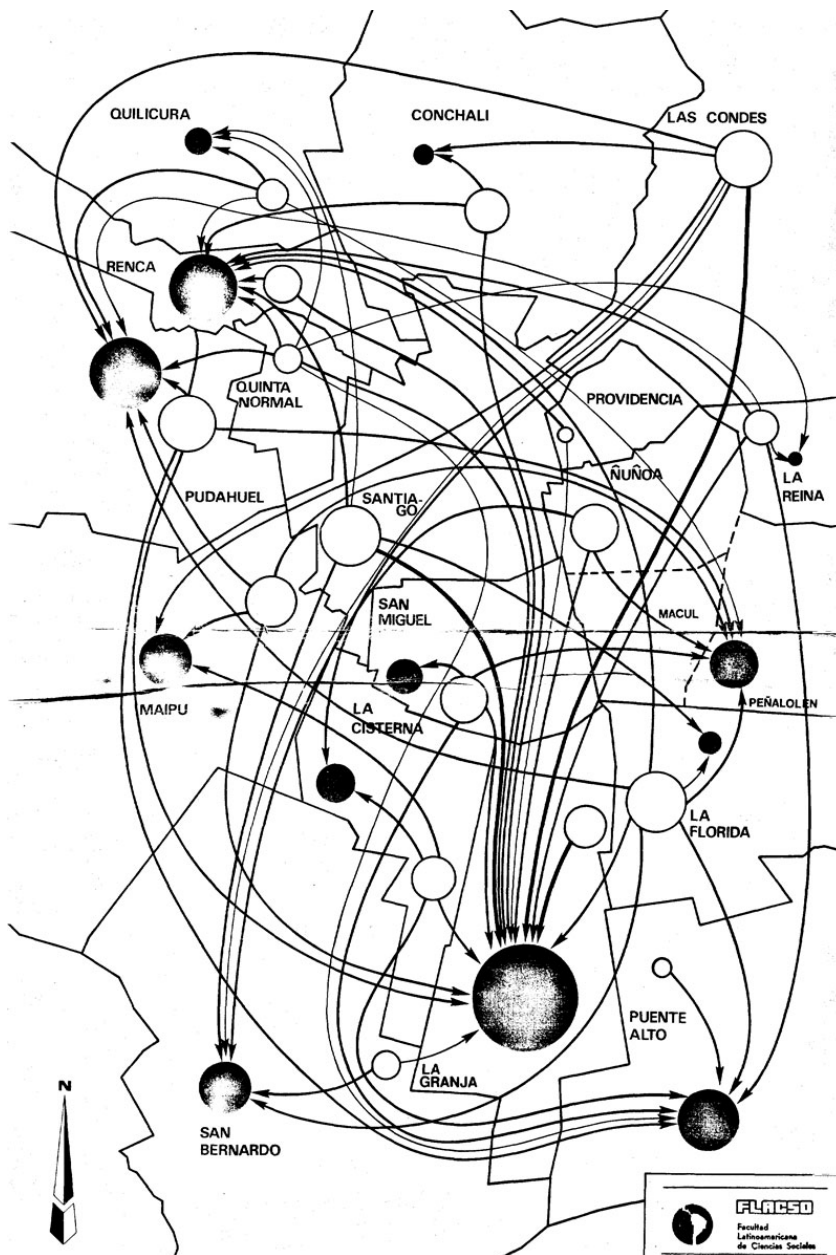 QUILICURA
CONCHALI
LAS CONDES
RENCA
QUINTA
NORMAL
PROVIDENCIA
ÑUÑOA
LA
REINA
PUDAHUEL
SANTIA-
GO
SAN
MIGUEL
MACUL
MAIPU
LA
CISTERNA
PEÑALOLEN
LA
FLORIDA
PUENTE
ALTO
LA
GRANJA
SAN
BERNARDO
N
FLACSO
Facultad
Latinoamericana
de Ciencias Sociales